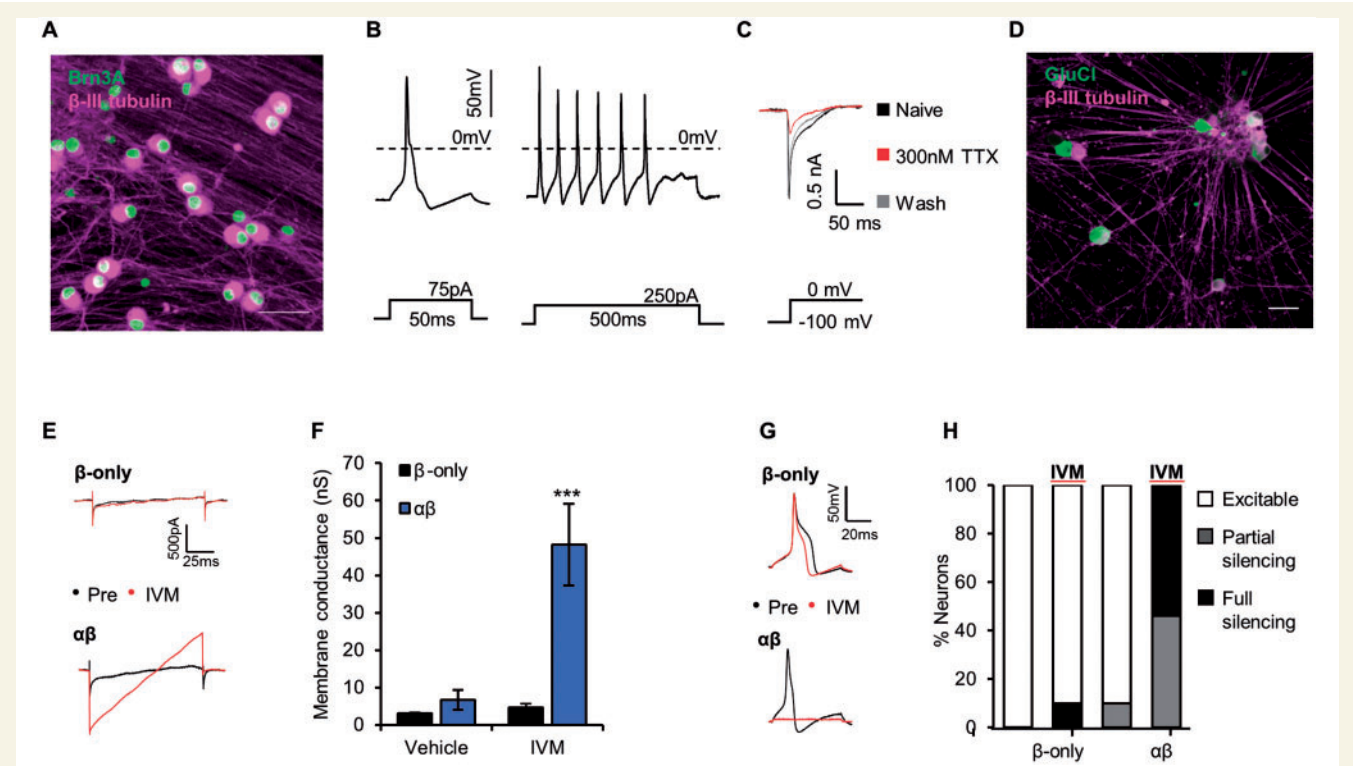 A
Brn3A
β-III tubulin
B
50mV
0mV
0mV
75pA
50ms
250pA
500ms
C
Naive
300nM TTX
Wash
0.5 nA
50 ms
0 mV
-100 mV
D
GluCl
β-III tubulin
E
β-only
500pA
25ms
Pre IVM
αβ
F
Membrane conductance (nS)
70
60
50
40
30
20
10
0
β-only
αβ
***
Vehicle IVM
G
β-only
50mV
20ms
Pre IVM
αβ
H
IVM IVM
% Neurons
100
80
60
40
20
0
Excitable
Partial
silencing
Full
silencing
β-only αβ